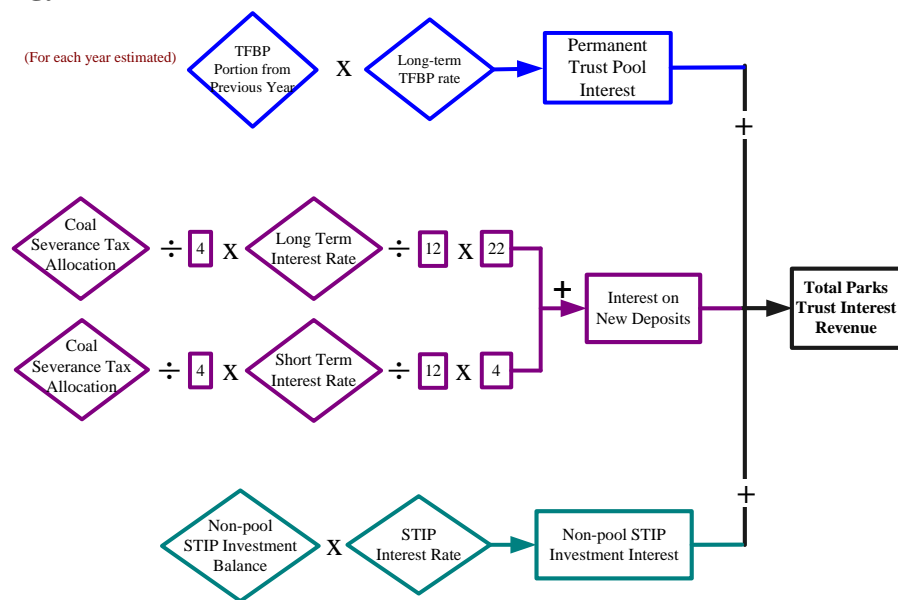 (For each year estimated)
TFBP
Portion from
Previous Year
X
Long-term
TFBP rate
Permanent
Trust Pool
Interest
+
Coal
Severance Tax
Allocation
÷ 4 X
Long Term
Interest Rate
÷ 12 X 22
+
Interest on
New Deposits
Total Parks
Trust Interest
Revenue
Coal
Severance Tax
Allocation
÷ 4 X
Short Term
Interest Rate
÷ 12 X 4
+
Non-pool
STIP Investment
Balance
X
STIP
Interest Rate
Non-pool STIP
Investment Interest